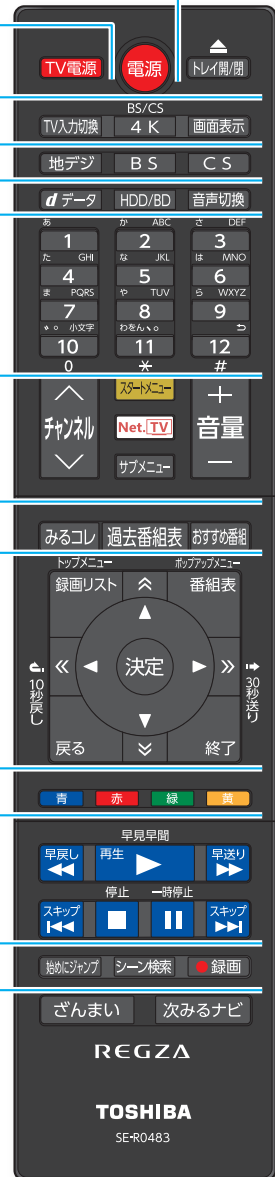 TV電源 電源 トレイ開/閉
BS/CS
TV入力切換 4K 画面表示
地デジ BS CS
dデータ HDD/BD 音声切換
あ か ABC さ DEF
1 2 3
た GHI な JKL は MNO
4 5 6
ま PQRS や TUV ら WXYZ
7 8 9
小文字 わをん、。
10 11 12
0 * #
スタートメニュー
チャンネル Net.TV 音量
サブメニュー
みるコレ 過去番組表 おすすめ番組
トップメニュー ポップアップメニュー
録画リスト 番組表
10秒戻し 決定 30秒送り
戻る 終了
青 赤 緑 黄
早見早聞
早戻し 再生 早送り
停止 一時停止
スキップ スキップ
始めにジャンプ シーン検索 録画
ざんまい 次みるナビ
REGZA
TOSHIBA
SE-R0483